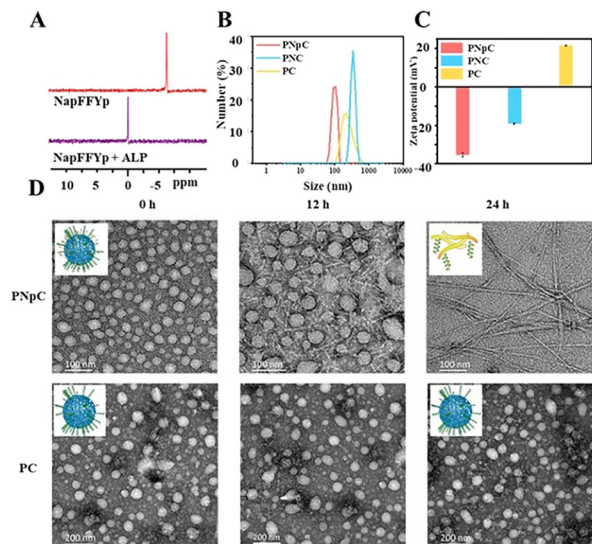 A
NapFFYp
NapFFYp + ALP
10 5 0 -5 ppm
B
Number (%)
40
30
20
10
0
PNpC
PNC
PC
1 10 100 1000 10000
Size (nm)
C
Zeta potential (mV)
20
0
20
−40
PNpC
PNC
PC
D
0 h 12 h 24 h
PNpC
100 nm 100 nm 100 nm
PC
200 nm 200 nm 200 nm